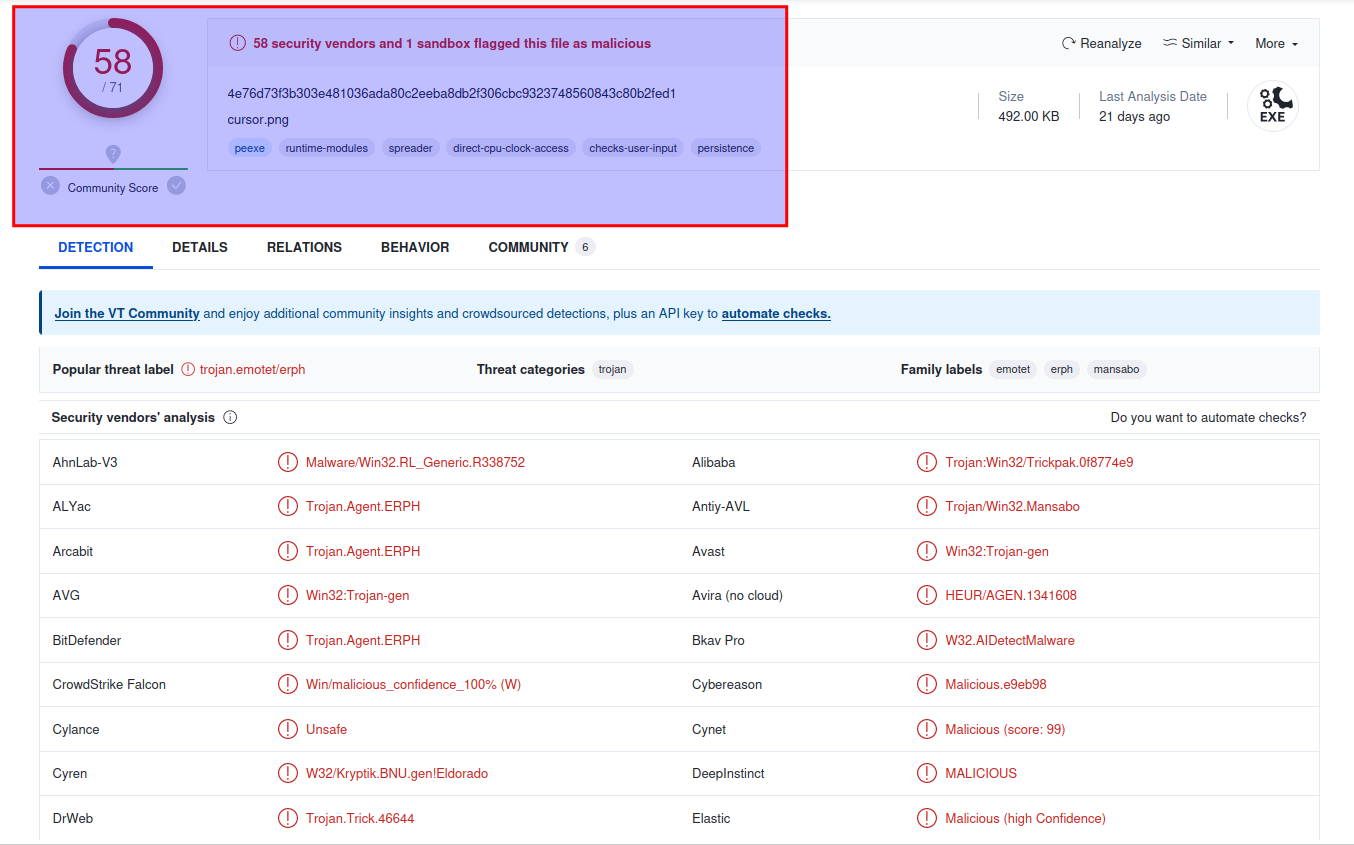 58
/ 71
Community Score
58 security vendors and 1 sandbox flagged this file as malicious
Reanalyze Similar More
4e76d73f3b303e481036ada80c2eeba8db2f306cbc9323748560843c80b2fed1
cursor.png
peexe runtime-modules spreader direct-cpu-clock-access checks-user-input persistence
Size
492.00 KB
Last Analysis Date
21 days ago
EXE
DETECTION DETAILS RELATIONS BEHAVIOR COMMUNITY 6
Join the VT Community and enjoy additional community insights and crowdsourced detections, plus an API key to automate checks.
Popular threat label trojan.emotet/erph Threat categories trojan Family labels emotet erph mansabo
Security vendors' analysis Do you want to automate checks?
AhnLab-V3 Malware/Win32.RL_Generic.R338752 Alibaba Trojan:Win32/Trickpak.0f8774e9
ALYac Trojan.Agent.ERPH Antiy-AVL Trojan/Win32.Mansabo
Arcabit Trojan.Agent.ERPH Avast Win32:Trojan-gen
AVG Win32:Trojan-gen Avira (no cloud) HEUR/AGEN.1341608
BitDefender Trojan.Agent.ERPH Bkav Pro W32.AIDetectMalware
CrowdStrike Falcon Win/malicious_confidence_100% (W) Cybereason Malicious.e9eb98
Cylance Unsafe Cynet Malicious (score: 99)
Cyren W32/Kryptik.BNU.gen!Eldorado DeepInstinct MALICIOUS
DrWeb Trojan.Trick.46644 Elastic Malicious (high Confidence)